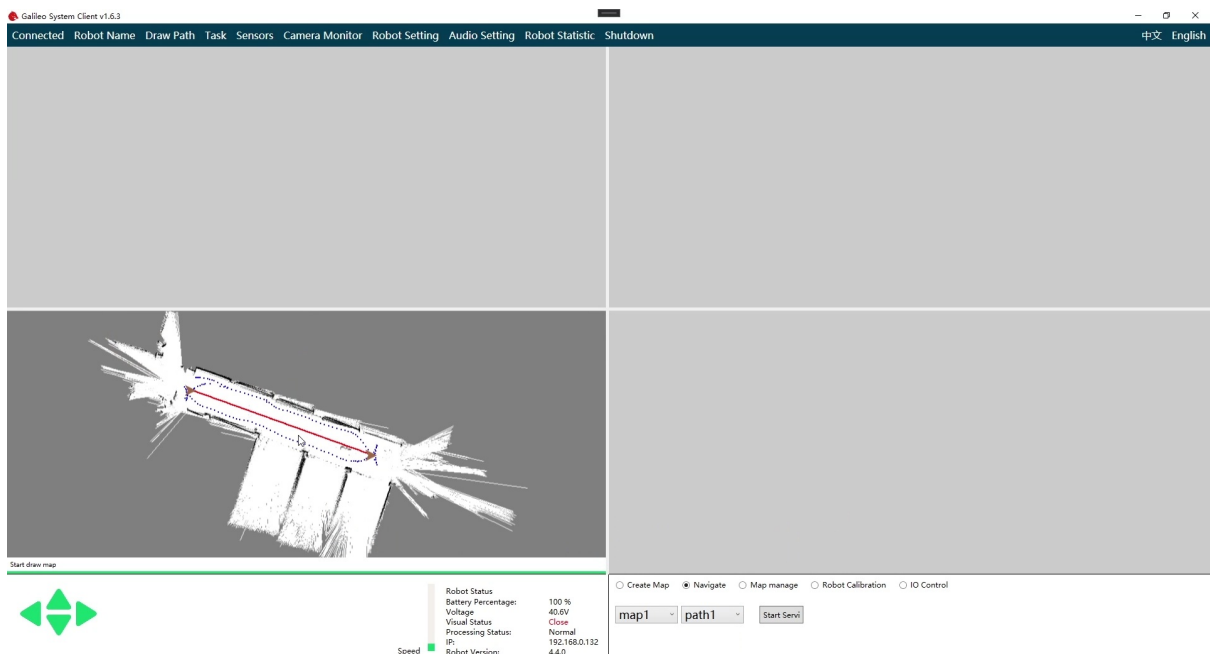 Galileo System Client v1.6.3
Connected Robot Name Draw Path Task Sensors Camera Monitor Robot Setting Audio Setting Robot Statistic Shutdown 中文 English
Start draw map
Robot Status
Battery Percentage: 100 %
Voltage 40.6V
Visual Status Close
Processing Status: Normal
IP: 192.168.0.132
Speed Robot Version: 4.4.0
Create Map Navigate Map manage Robot Calibration IO Control
map1 path1 Start Servi